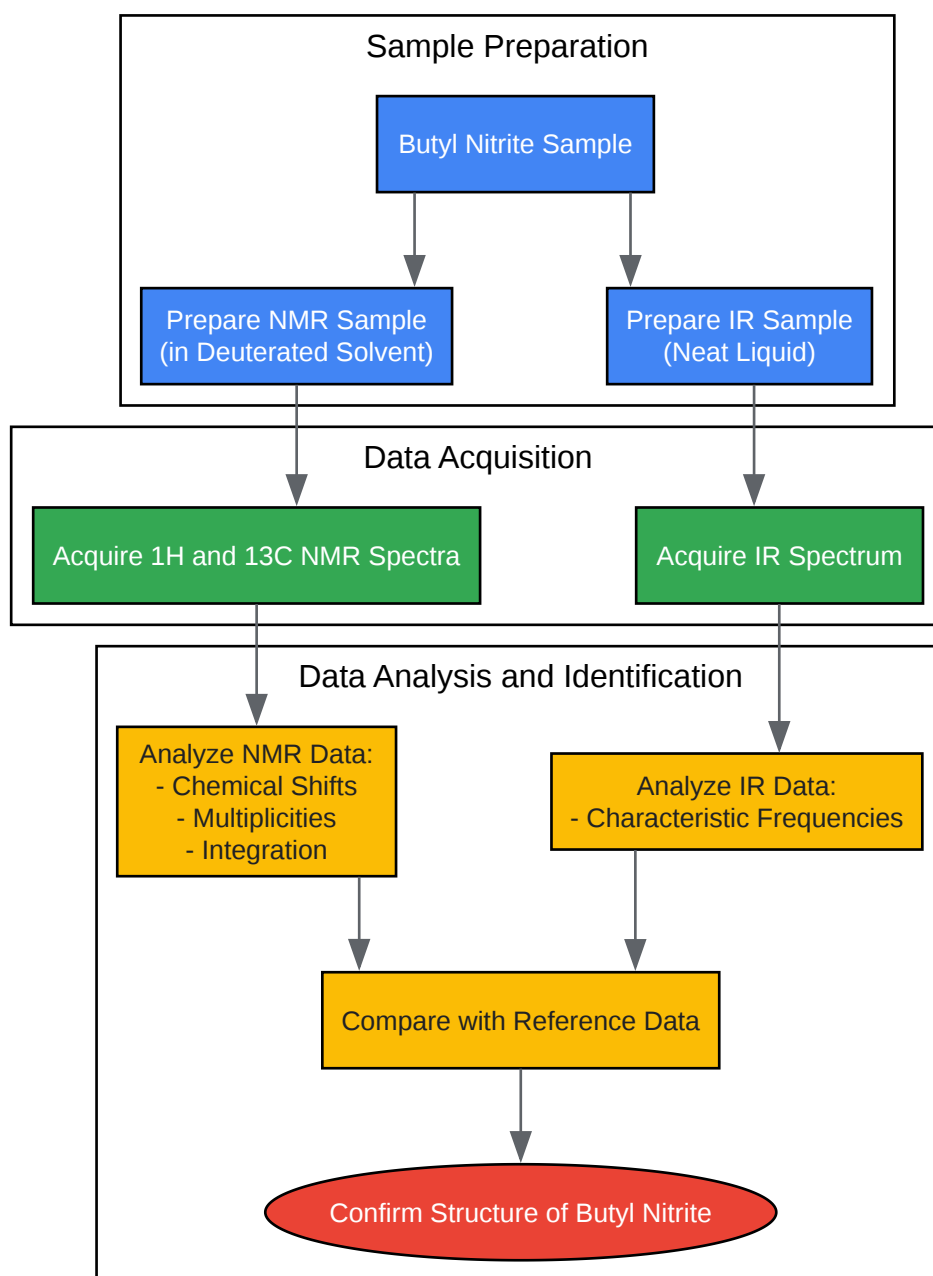 Sample Preparation
Butyl Nitrite Sample
Prepare NMR Sample
(in Deuterated Solvent)
Prepare IR Sample
(Neat Liquid)
Data Acquisition
Acquire 1H and 13C NMR Spectra
Acquire IR Spectrum
Data Analysis and Identification
Analyze NMR Data:
- Chemical Shifts
- Multiplicities
- Integration
Analyze IR Data:
- Characteristic Frequencies
Compare with Reference Data
Confirm Structure of Butyl Nitrite